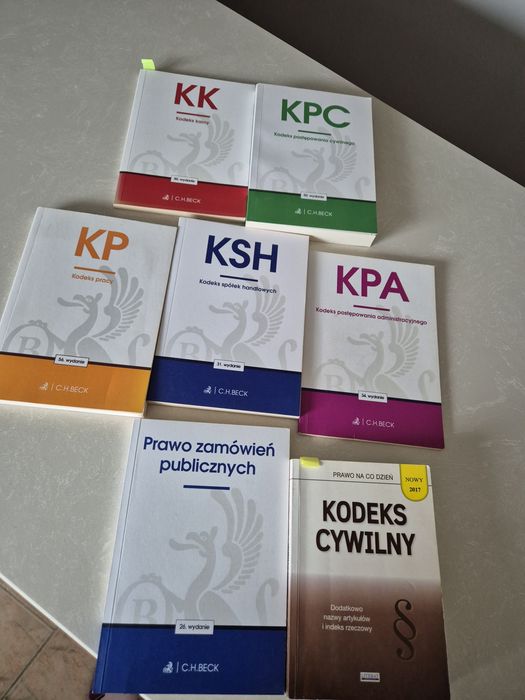 KK
Kodeks karny
C.H.BECK
KPC
Kodeks postępowania cywilnego
C.H.BECK
KP
Kodeks pracy
54. wydanie
C.H.BECK
KSH
Kodeks spółek handlowych
31. wydanie
C.H.BECK
KPA
Kodeks postępowania administracyjnego
34. wydanie
C.H.BECK
Prawo zamówień
publicznych
26. wydanie
C.H.BECK
PRAWO NA CO DZIEŃ
NOWY
2017
KODEKS
CYWILNY
Dodatkowo
nazwy artykułów
i indeks rzeczowy
§